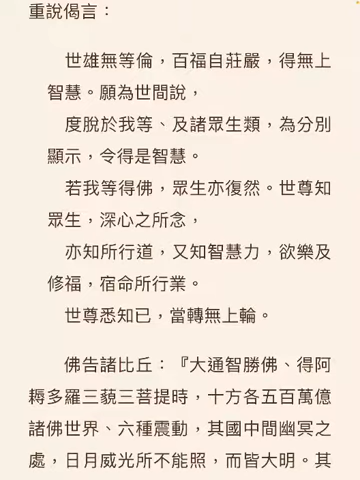 重說偈言：
世雄無等倫，百福自莊嚴，得無上
智慧。願為世間說，
度脫於我等、及諸眾生類，為分別
顯示，令得是智慧。
若我等得佛，眾生亦復然。世尊知
眾生，深心之所念，
亦知所行道，又知智慧力，欲樂及
修福，宿命所行業。
世尊悉知已，當轉無上輪。
佛告諸比丘：『大通智勝佛、得阿
耨多羅三藐三菩提時，十方各五百萬億
諸佛世界、六種震動，其國中間幽冥之
處，日月威光所不能照，而皆大明。其